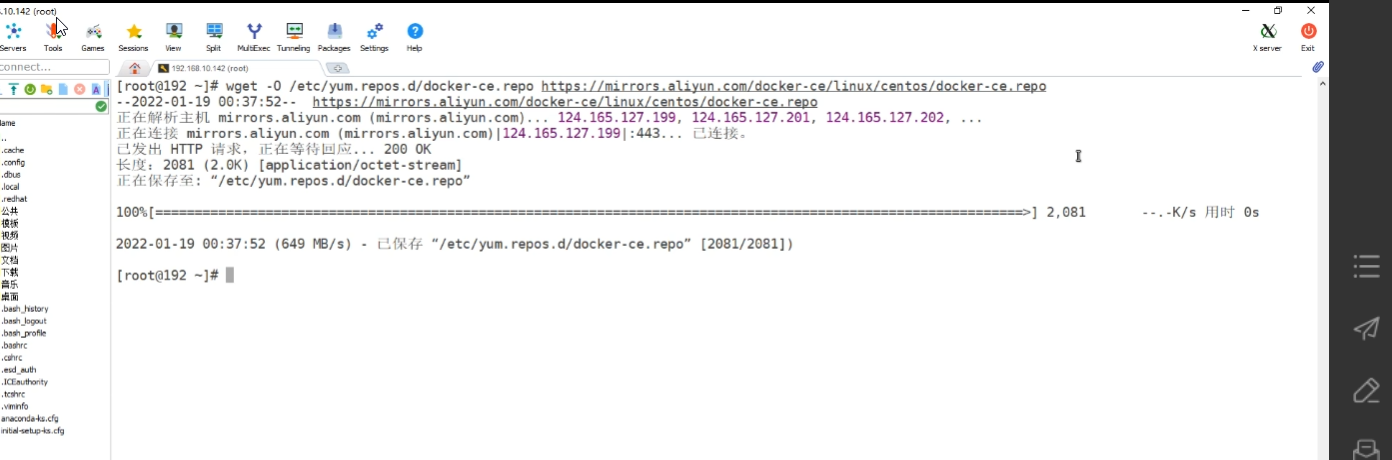 .10.142 (root)
Servers Tools Games Sessions View Split MultiExec Tunneling Packages Settings Help X server Exit
connect...
192.168.10.142 (root)
[root@192 ~]# wget -O /etc/yum.repos.d/docker-ce.repo https://mirrors.aliyun.com/docker-ce/linux/centos/docker-ce.repo
--2022-01-19 00:37:52-- https://mirrors.aliyun.com/docker-ce/linux/centos/docker-ce.repo
正在解析主机 mirrors.aliyun.com (mirrors.aliyun.com)... 124.165.127.199, 124.165.127.201, 124.165.127.202, ...
正在连接 mirrors.aliyun.com (mirrors.aliyun.com)|124.165.127.199|:443... 已连接。
已发出 HTTP 请求，正在等待回应... 200 OK
长度：2081 (2.0K) [application/octet-stream]
正在保存至: “/etc/yum.repos.d/docker-ce.repo”
100%[======================================================================================================================>] 2,081 --.-K/s 用时 0s
2022-01-19 00:37:52 (649 MB/s) - 已保存 “/etc/yum.repos.d/docker-ce.repo” [2081/2081])
[root@192 ~]#
ame
..
.cache
.config
.dbus
.local
.redhat
公共
模板
视频
图片
文档
下载
音乐
桌面
.bash_history
.bash_logout
.bash_profile
.bashrc
.cshrc
.esd_auth
.ICEauthority
.tcshrc
.viminfo
anaconda-ks.cfg
initial-setup-ks.cfg